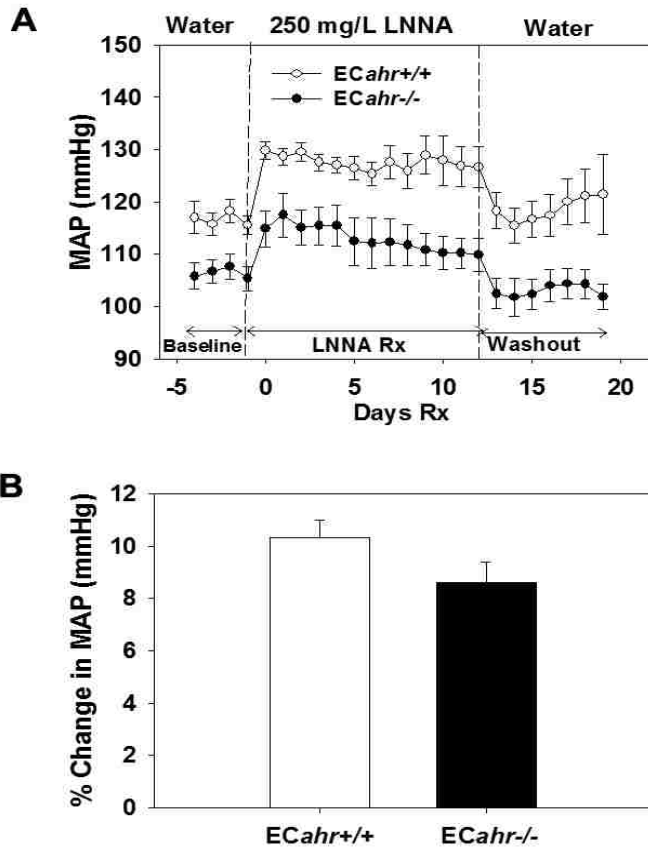 A
Water 250 mg/L LNNA Water
150
140
130
120
110
100
90
MAP (mmHg)
ECahr+/+
ECahr-/-
Baseline LNNA Rx Washout
-5 0 5 10 15 20
Days Rx
B
12
10
8
6
4
2
0
% Change in MAP (mmHg)
ECahr+/+ ECahr-/-